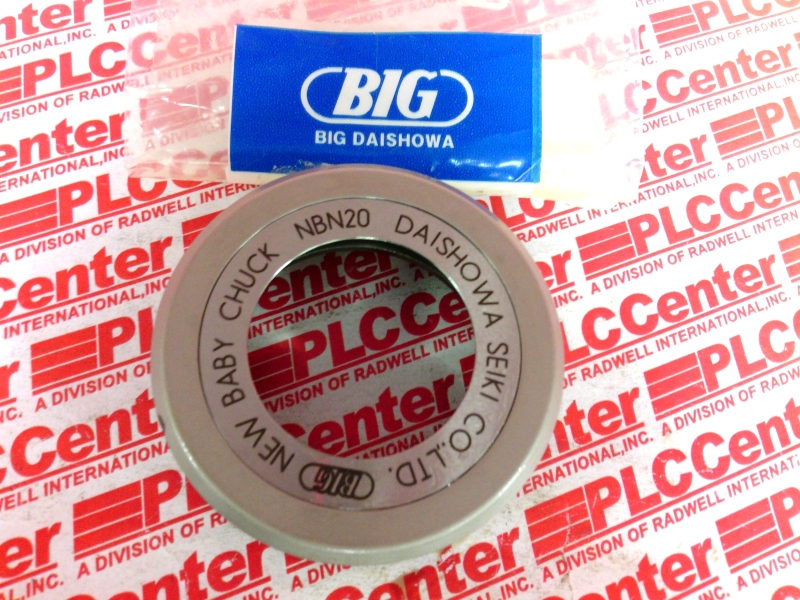 BIG
BIG DAISHOWA
NEW BABY CHUCK NBN20 DAISHOWA SEIKI CO.,LTD.
BIG
PLCCenter
A DIVISION OF RADWELL INTERNATIONAL,INC.